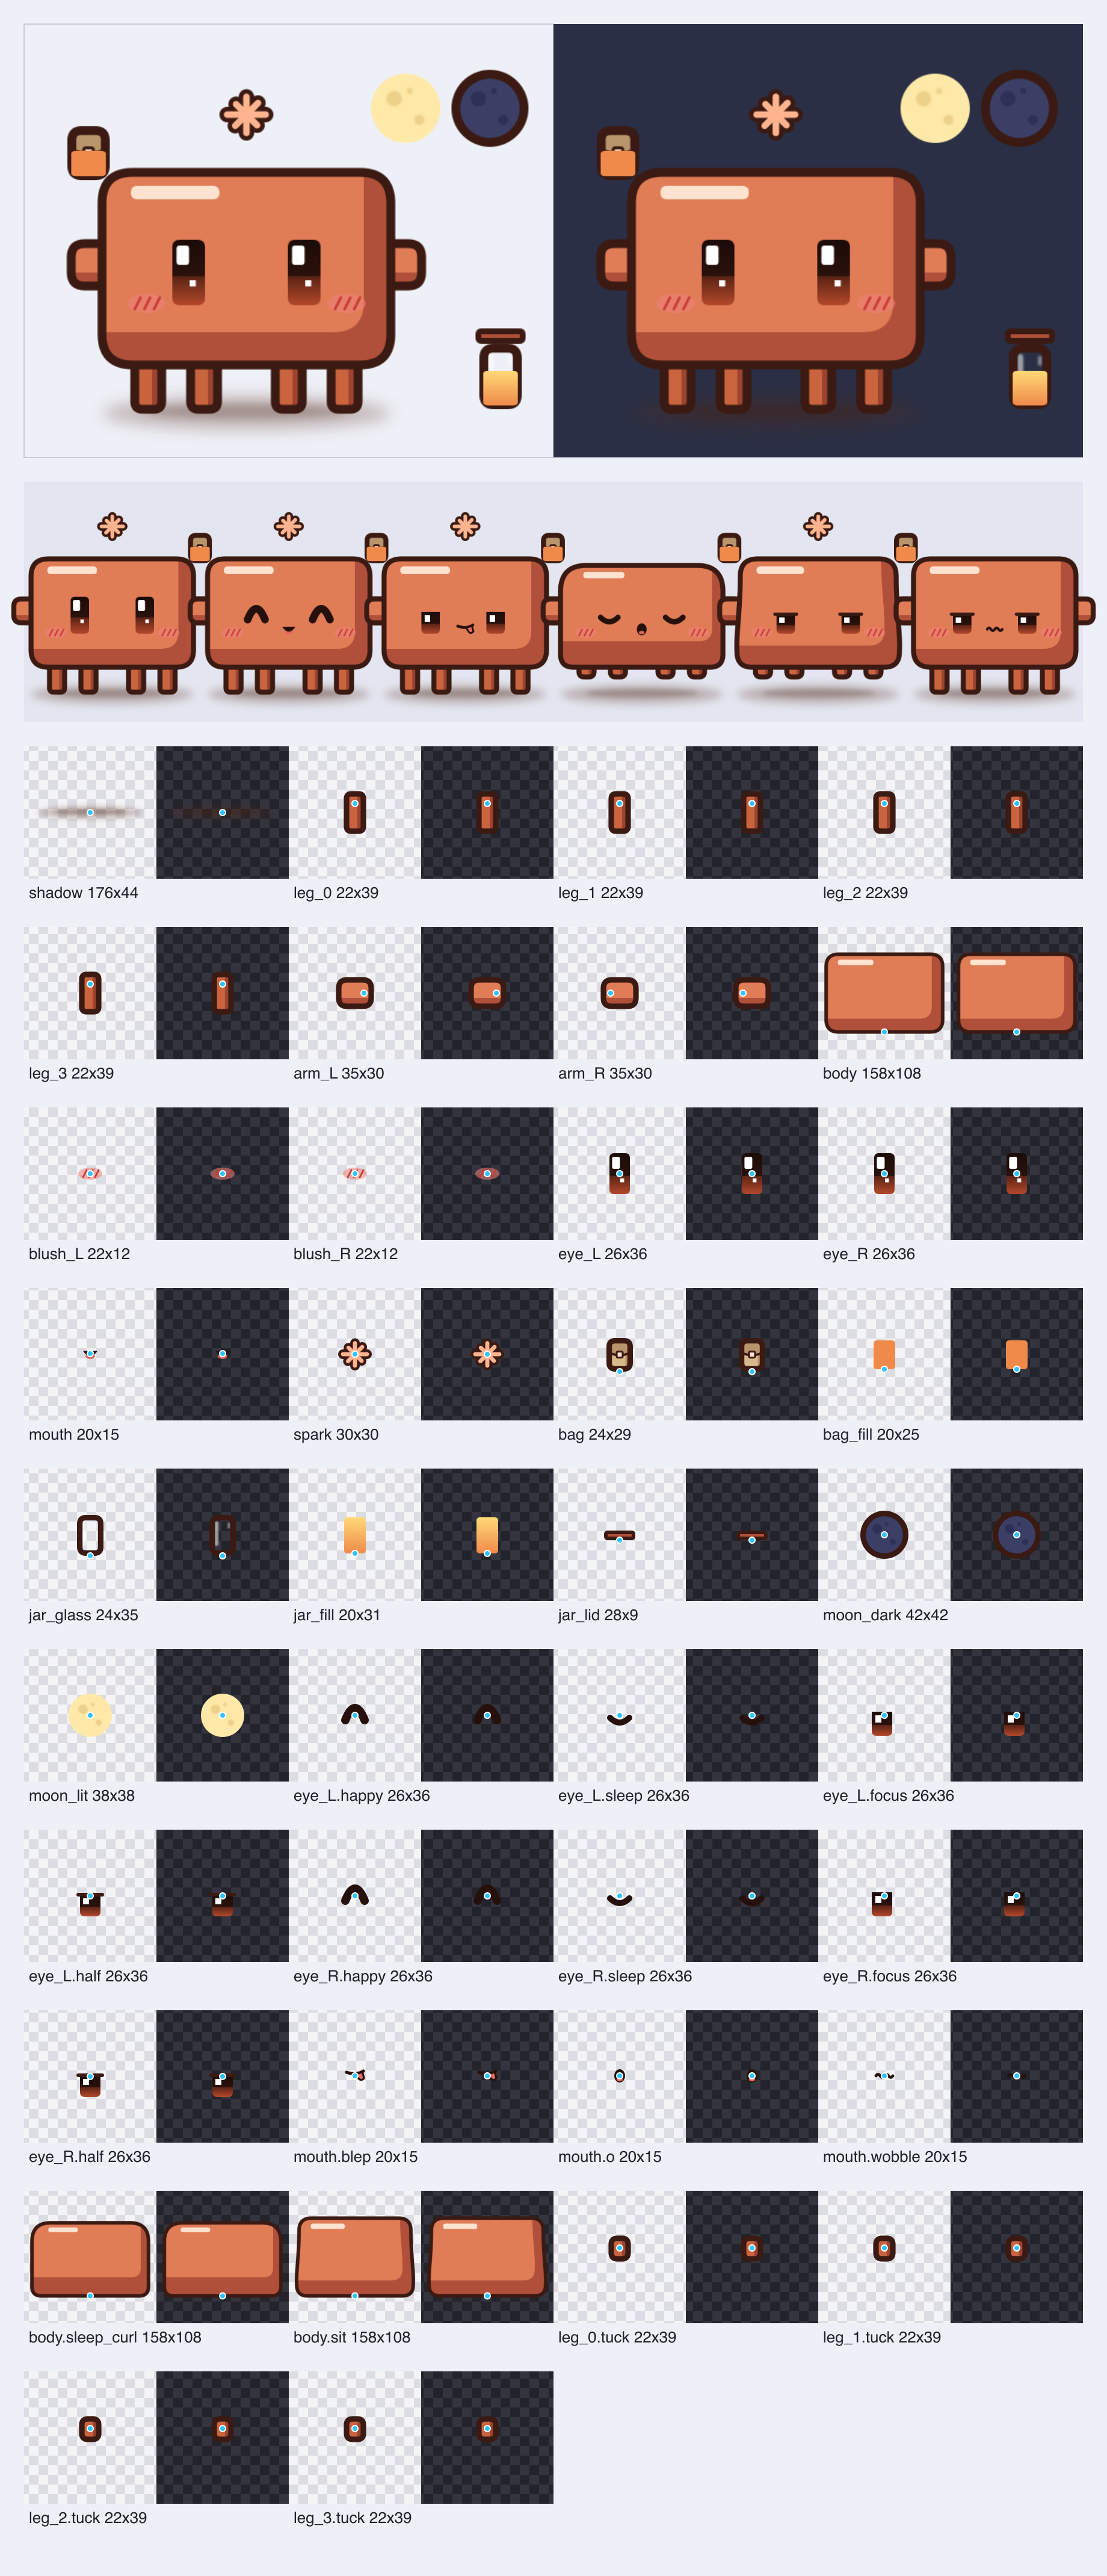 shadow 176x44
leg_0 22x39
leg_1 22x39
leg_2 22x39
leg_3 22x39
arm_L 35x30
arm_R 35x30
body 158x108
blush_L 22x12
blush_R 22x12
eye_L 26x36
eye_R 26x36
mouth 20x15
spark 30x30
bag 24x29
bag_fill 20x25
jar_glass 24x35
jar_fill 20x31
jar_lid 28x9
moon_dark 42x42
moon_lit 38x38
eye_L.happy 26x36
eye_L.sleep 26x36
eye_L.focus 26x36
eye_L.half 26x36
eye_R.happy 26x36
eye_R.sleep 26x36
eye_R.focus 26x36
eye_R.half 26x36
mouth.blep 20x15
mouth.o 20x15
mouth.wobble 20x15
body.sleep_curl 158x108
body.sit 158x108
leg_0.tuck 22x39
leg_1.tuck 22x39
leg_2.tuck 22x39
leg_3.tuck 22x39